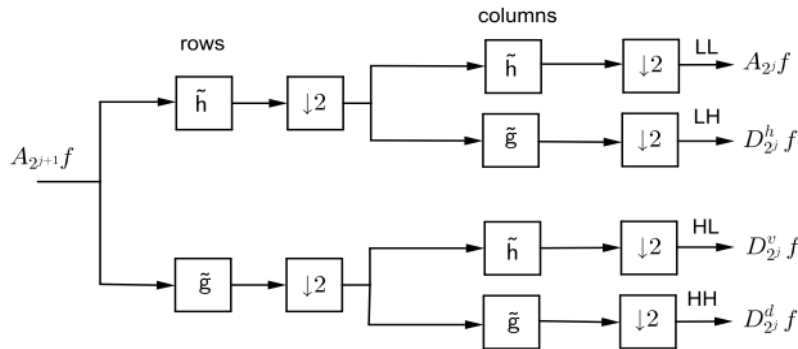 columns
rows
h̃ ↓2 h̃ ↓2 LL A_{2^j} f
g̃ ↓2 LH D^h_{2^j} f
A_{2^{j+1}} f
g̃ ↓2 h̃ ↓2 HL D^v_{2^j} f
g̃ ↓2 HH D^d_{2^j} f